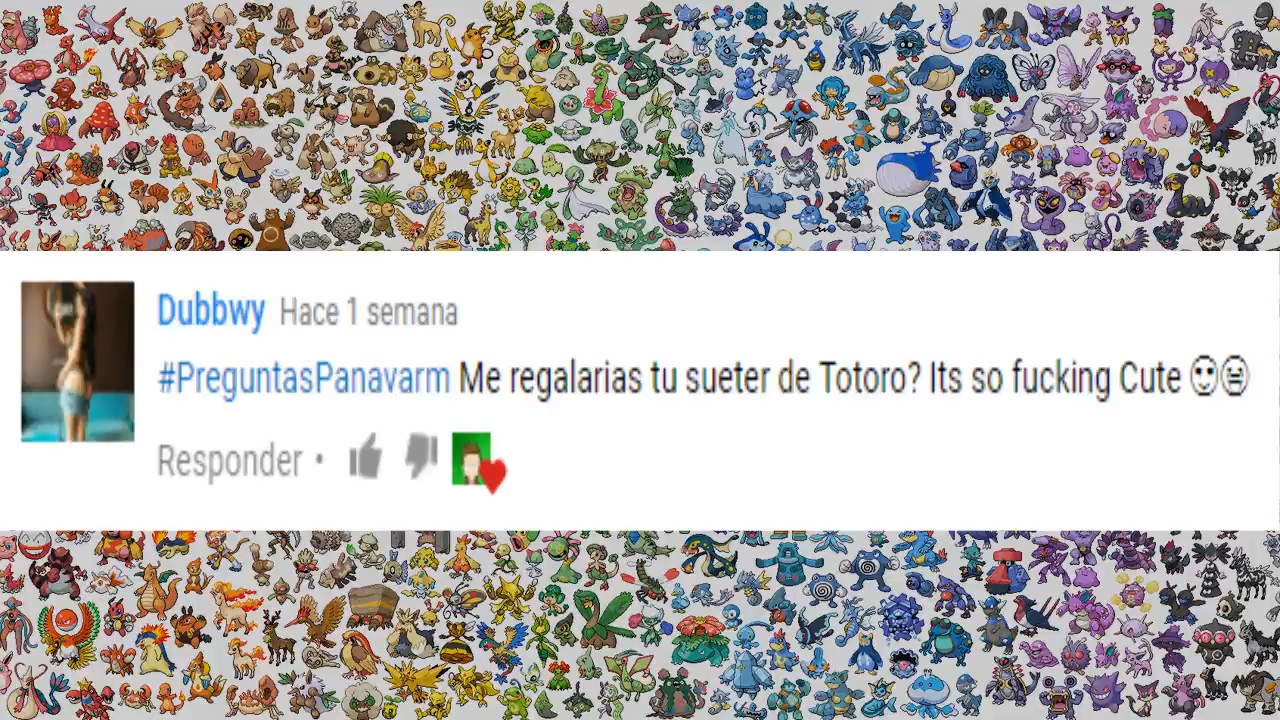 Dubbwy Hace 1 semana
#PreguntasPanavarm Me regalarias tu sueter de Totoro? Its so fucking Cute
Responder •